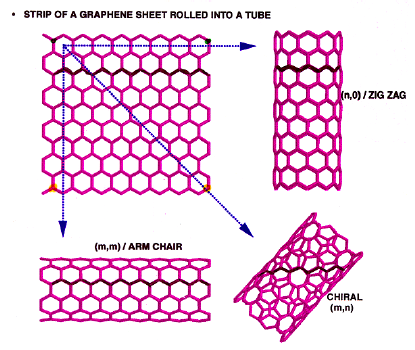 • STRIP OF A GRAPHENE SHEET ROLLED INTO A TUBE
(n,0) / ZIG ZAG
(m,m) / ARM CHAIR
CHIRAL
(m,n)